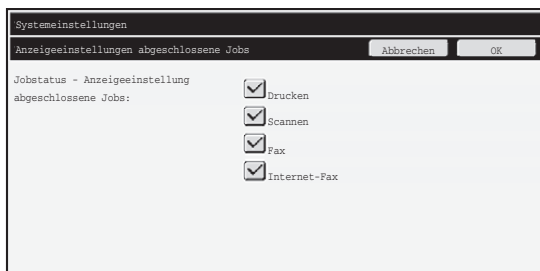 Systemeinstellungen
Anzeigeeinstellungen abgeschlossene Jobs Abbrechen OK
Jobstatus - Anzeigeeinstellung
abgeschlossene Jobs:
Drucken
Scannen
Fax
Internet-Fax